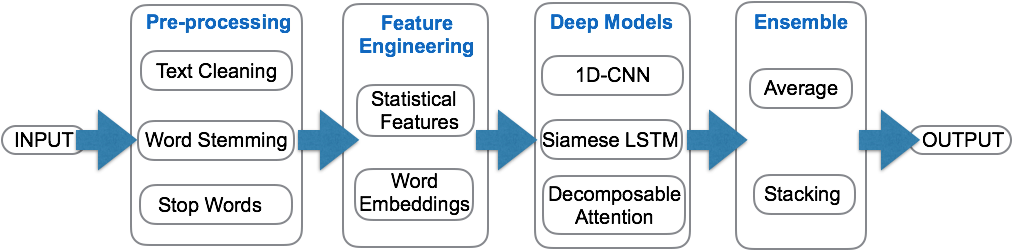 INPUT
Pre-processing
Text Cleaning
Word Stemming
Stop Words
Feature
Engineering
Statistical
Features
Word
Embeddings
Deep Models
1D-CNN
Siamese LSTM
Decomposable
Attention
Ensemble
Average
Stacking
OUTPUT